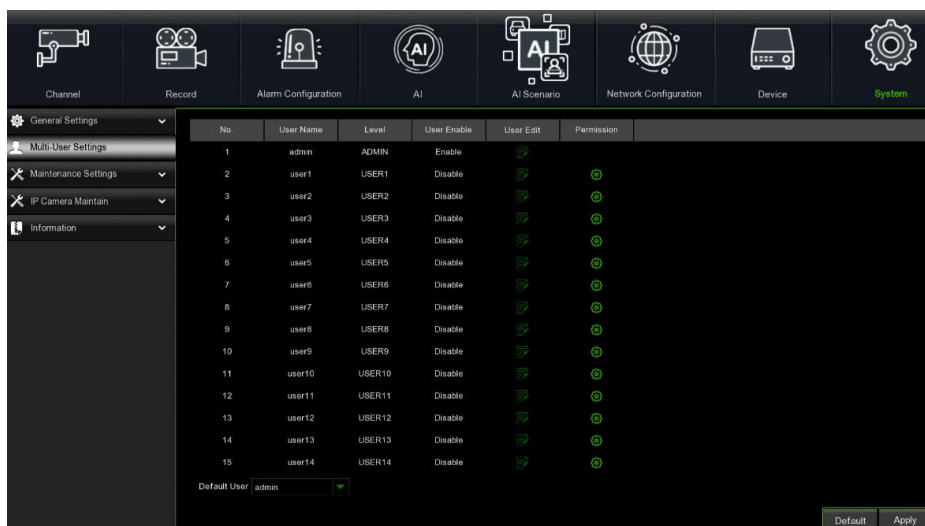 AI
AI
Channel Record Alarm Configuration AI AI Scenario Network Configuration Device System
General Settings
Multi-User Settings
Maintenance Settings
IP Camera Maintain
Information
No. User Name Level User Enable User Edit Permission
1 admin ADMIN Enable
2 user1 USER1 Disable
3 user2 USER2 Disable
4 user3 USER3 Disable
5 user4 USER4 Disable
6 user5 USER5 Disable
7 user6 USER6 Disable
8 user7 USER7 Disable
9 user8 USER8 Disable
10 user9 USER9 Disable
11 user10 USER10 Disable
12 user11 USER11 Disable
13 user12 USER12 Disable
14 user13 USER13 Disable
15 user14 USER14 Disable
Default User admin
Default Apply